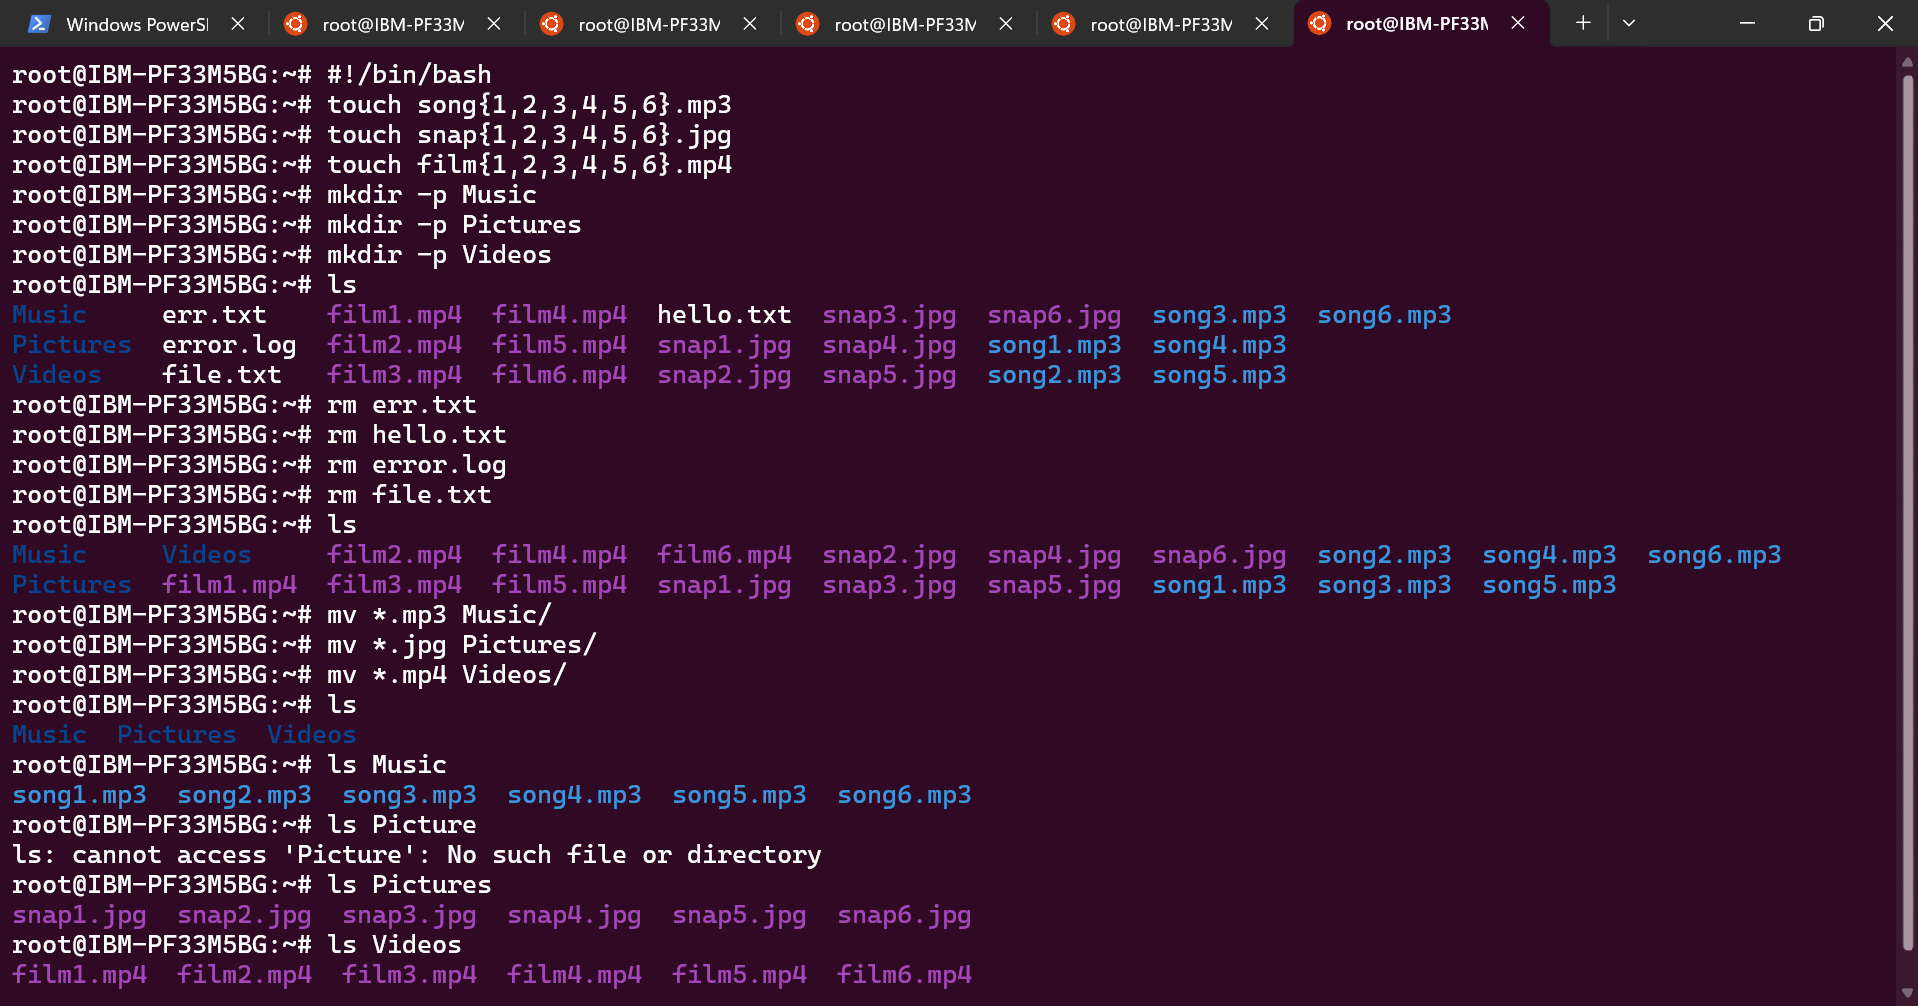 Windows PowerSl root@IBM-PF33M root@IBM-PF33M root@IBM-PF33M root@IBM-PF33M root@IBM-PF33M
root@IBM-PF33M5BG:~# #!/bin/bash
root@IBM-PF33M5BG:~# touch song{1,2,3,4,5,6}.mp3
root@IBM-PF33M5BG:~# touch snap{1,2,3,4,5,6}.jpg
root@IBM-PF33M5BG:~# touch film{1,2,3,4,5,6}.mp4
root@IBM-PF33M5BG:~# mkdir -p Music
root@IBM-PF33M5BG:~# mkdir -p Pictures
root@IBM-PF33M5BG:~# mkdir -p Videos
root@IBM-PF33M5BG:~# ls
Music     err.txt    film1.mp4  film4.mp4  hello.txt  snap3.jpg  snap6.jpg  song3.mp3  song6.mp3
Pictures  error.log  film2.mp4  film5.mp4  snap1.jpg  snap4.jpg  song1.mp3  song4.mp3
Videos    file.txt   film3.mp4  film6.mp4  snap2.jpg  snap5.jpg  song2.mp3  song5.mp3
root@IBM-PF33M5BG:~# rm err.txt
root@IBM-PF33M5BG:~# rm hello.txt
root@IBM-PF33M5BG:~# rm error.log
root@IBM-PF33M5BG:~# rm file.txt
root@IBM-PF33M5BG:~# ls
Music     Videos     film2.mp4  film4.mp4  film6.mp4  snap2.jpg  snap4.jpg  snap6.jpg  song2.mp3  song4.mp3  song6.mp3
Pictures  film1.mp4  film3.mp4  film5.mp4  snap1.jpg  snap3.jpg  snap5.jpg  song1.mp3  song3.mp3  song5.mp3
root@IBM-PF33M5BG:~# mv *.mp3 Music/
root@IBM-PF33M5BG:~# mv *.jpg Pictures/
root@IBM-PF33M5BG:~# mv *.mp4 Videos/
root@IBM-PF33M5BG:~# ls
Music  Pictures  Videos
root@IBM-PF33M5BG:~# ls Music
song1.mp3  song2.mp3  song3.mp3  song4.mp3  song5.mp3  song6.mp3
root@IBM-PF33M5BG:~# ls Picture
ls: cannot access 'Picture': No such file or directory
root@IBM-PF33M5BG:~# ls Pictures
snap1.jpg  snap2.jpg  snap3.jpg  snap4.jpg  snap5.jpg  snap6.jpg
root@IBM-PF33M5BG:~# ls Videos
film1.mp4  film2.mp4  film3.mp4  film4.mp4  film5.mp4  film6.mp4